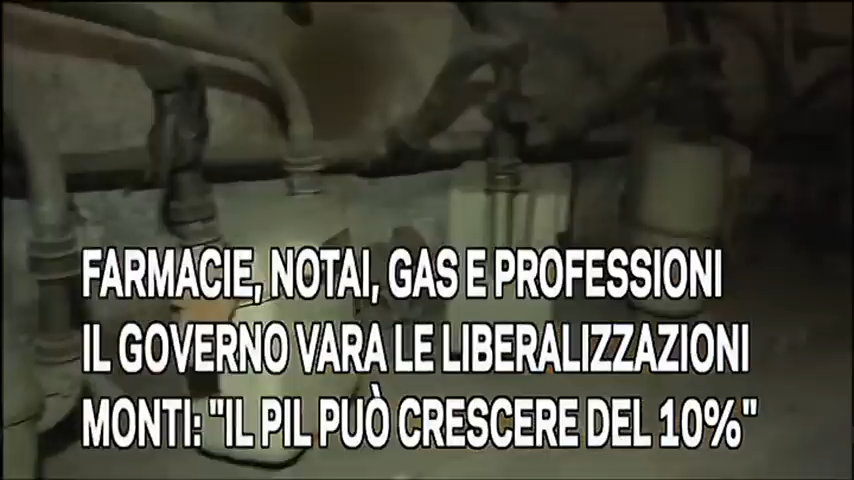 FARMACIE, NOTAI, GAS E PROFESSIONI
IL GOVERNO VARA LE LIBERALIZZAZIONI
MONTI: "IL PIL PUÒ CRESCERE DEL 10%"